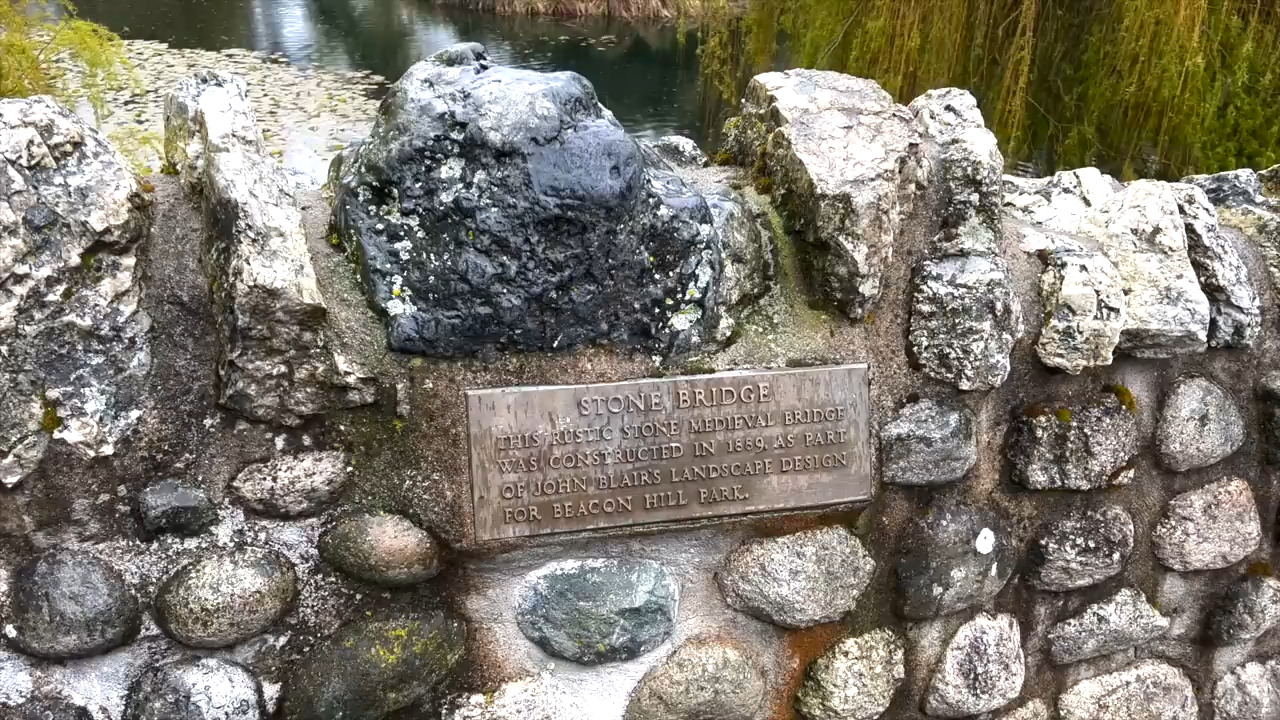 STONE BRIDGE
THIS RUSTIC STONE MEDIEVAL BRIDGE
WAS CONSTRUCTED IN 1889, AS PART
OF JOHN BLAIR'S LANDSCAPE DESIGN
FOR BEACON HILL PARK.